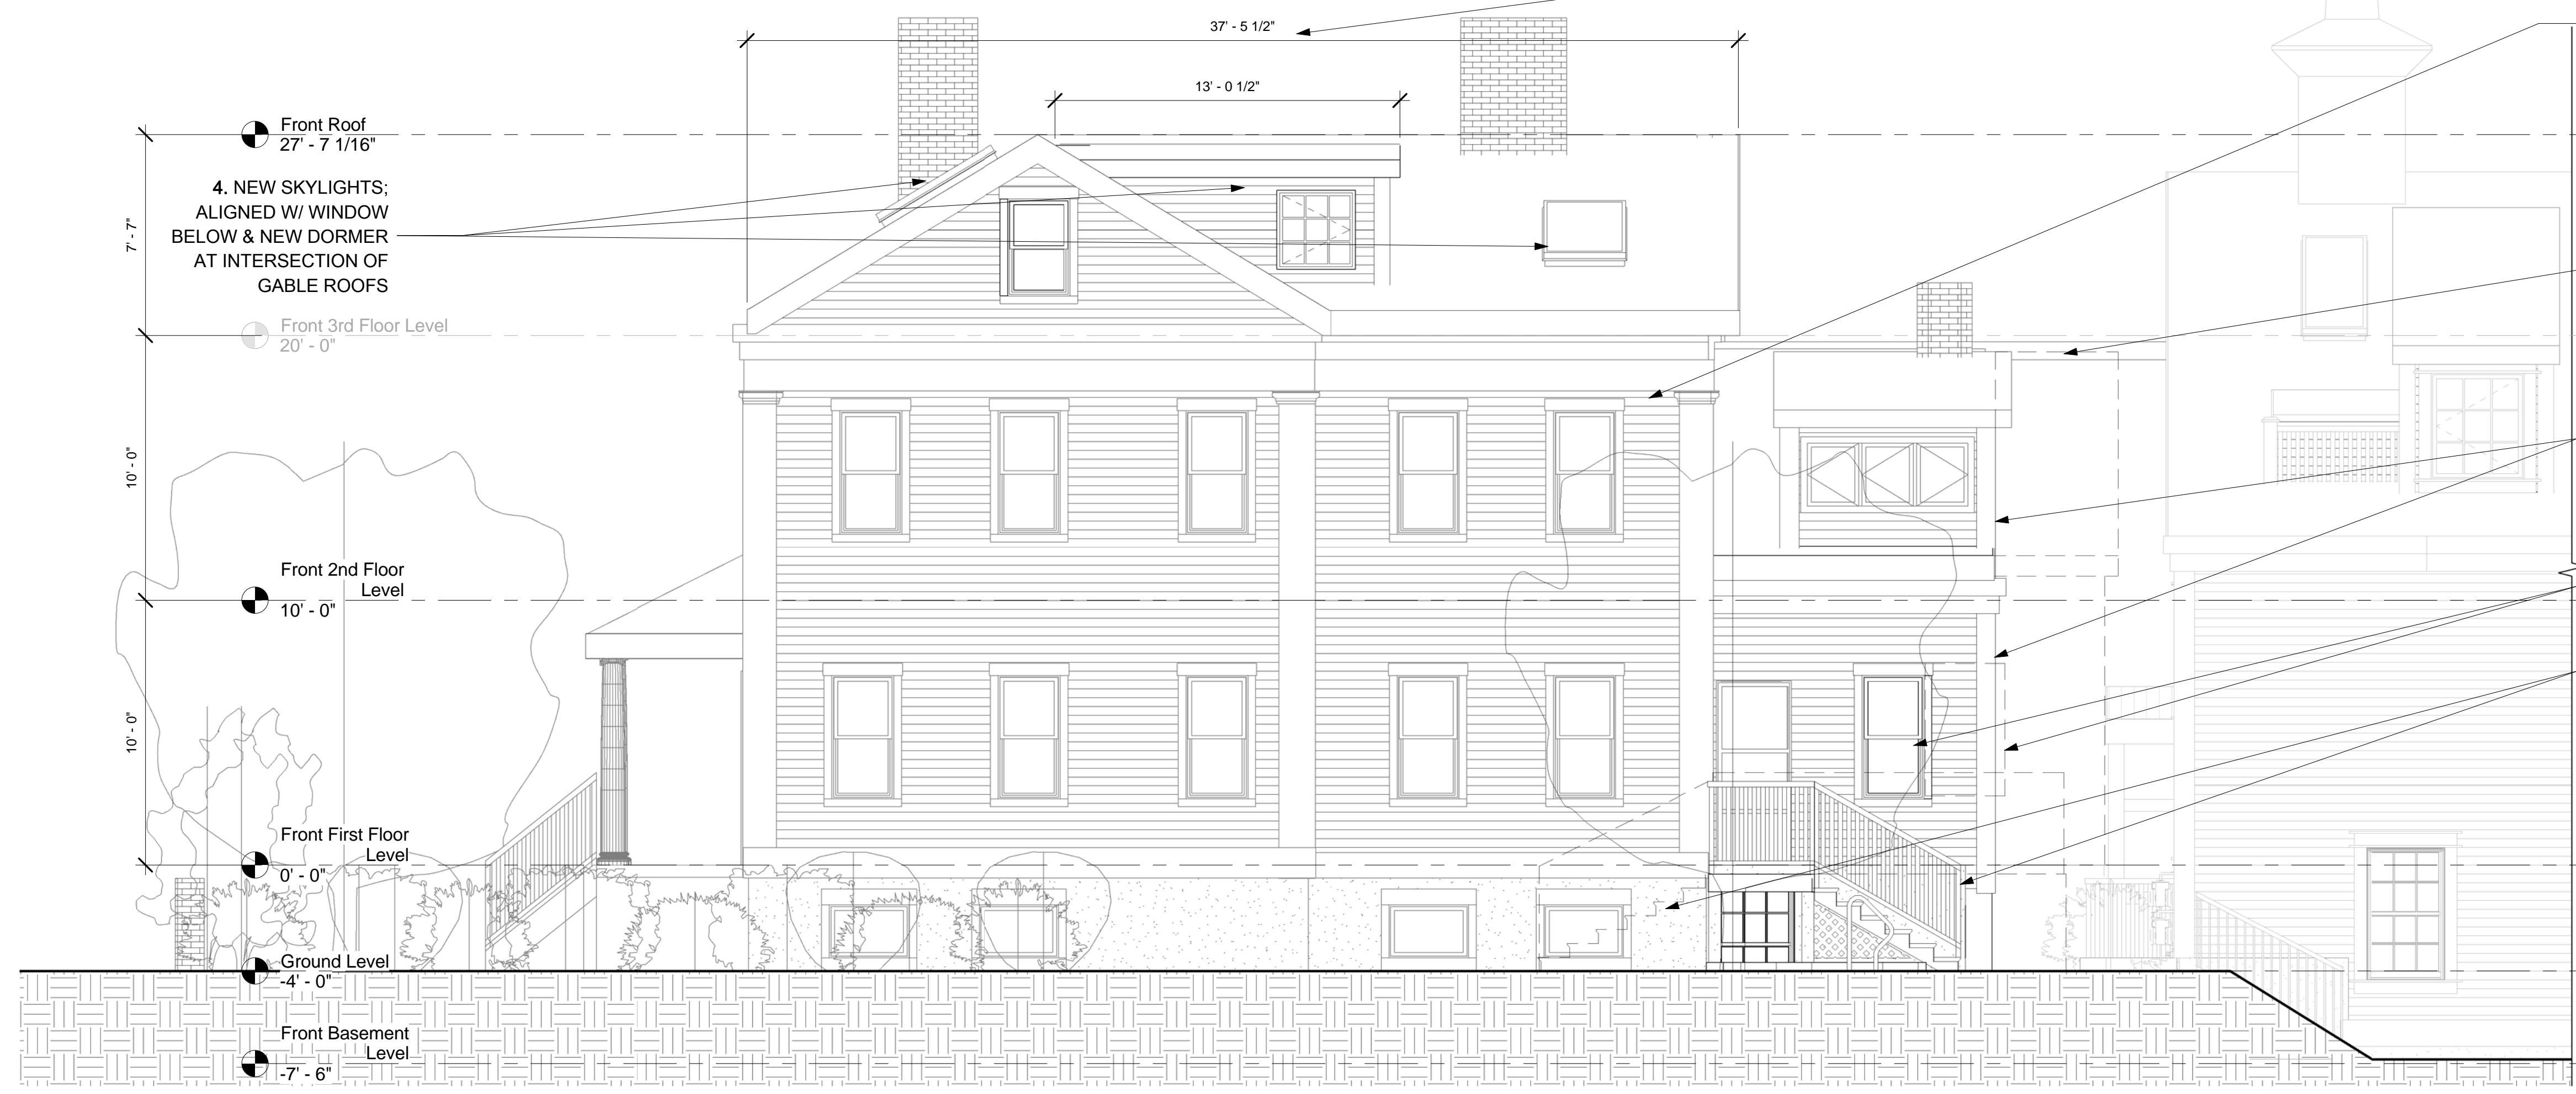 37' - 5 1/2"
13' - 0 1/2"
Front Roof
27' - 7 1/16"
4. NEW SKYLIGHTS;
ALIGNED W/ WINDOW
BELOW & NEW DORMER
AT INTERSECTION OF
GABLE ROOFS
7' - 7"
Front 3rd Floor Level
20' - 0"
10' - 0"
Front 2nd Floor
Level
10' - 0"
10' - 0"
Front First Floor
Level
0' - 0"
Ground Level
-4' - 0"
Front Basement
Level
-7' - 6"